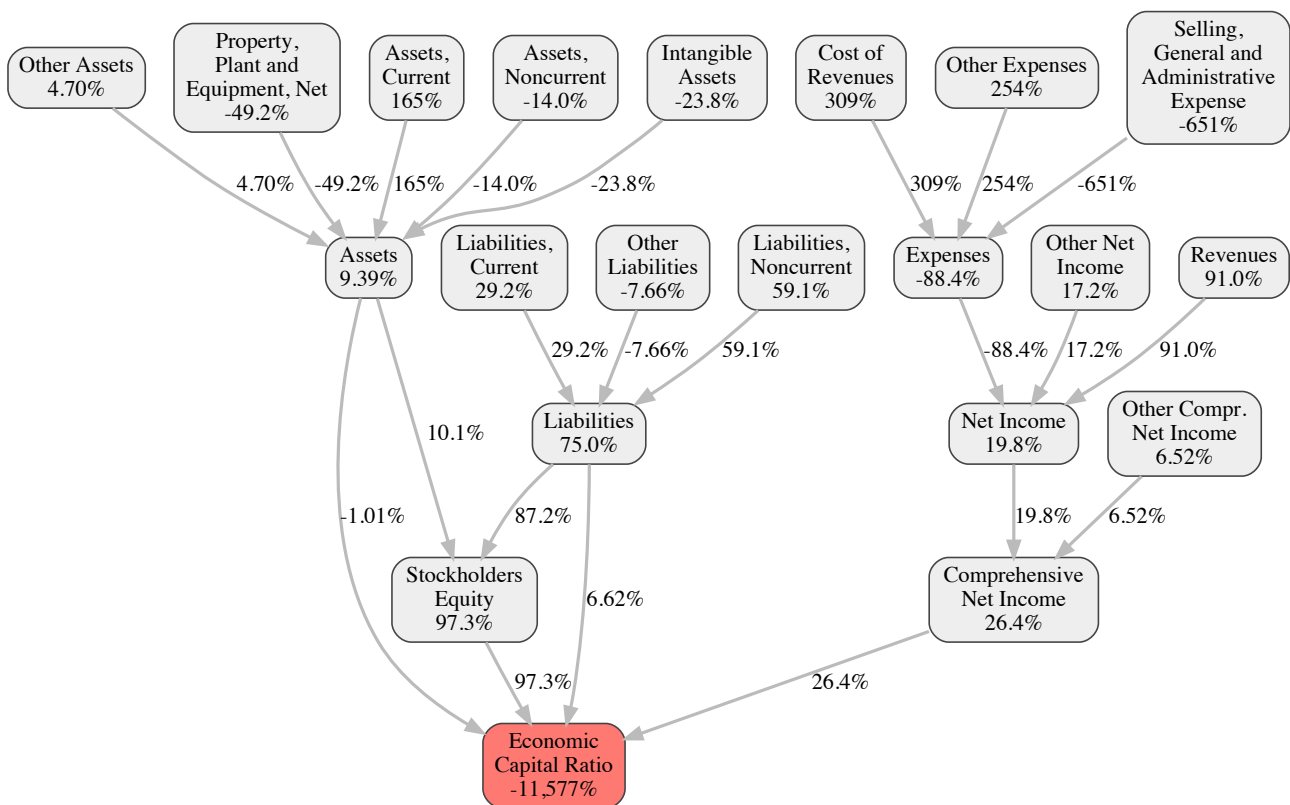 Other Assets
4.70%
Property,
Plant and
Equipment, Net
-49.2%
Assets,
Current
165%
Assets,
Noncurrent
-14.0%
Intangible
Assets
-23.8%
Cost of
Revenues
309%
Other Expenses
254%
Selling,
General and
Administrative
Expense
-651%
4.70%
-49.2%
165%
-14.0%
-23.8%
309%
254%
-651%
Assets
9.39%
Liabilities,
Current
29.2%
Other
Liabilities
-7.66%
Liabilities,
Noncurrent
59.1%
Expenses
-88.4%
Other Net
Income
17.2%
Revenues
91.0%
29.2%
-7.66%
59.1%
-88.4%
17.2%
91.0%
10.1%
Liabilities
75.0%
Net Income
19.8%
Other Compr.
Net Income
6.52%
-1.01%
87.2%
19.8%
6.52%
Stockholders
Equity
97.3%
6.62%
Comprehensive
Net Income
26.4%
97.3%
26.4%
Economic
Capital Ratio
-11,577%